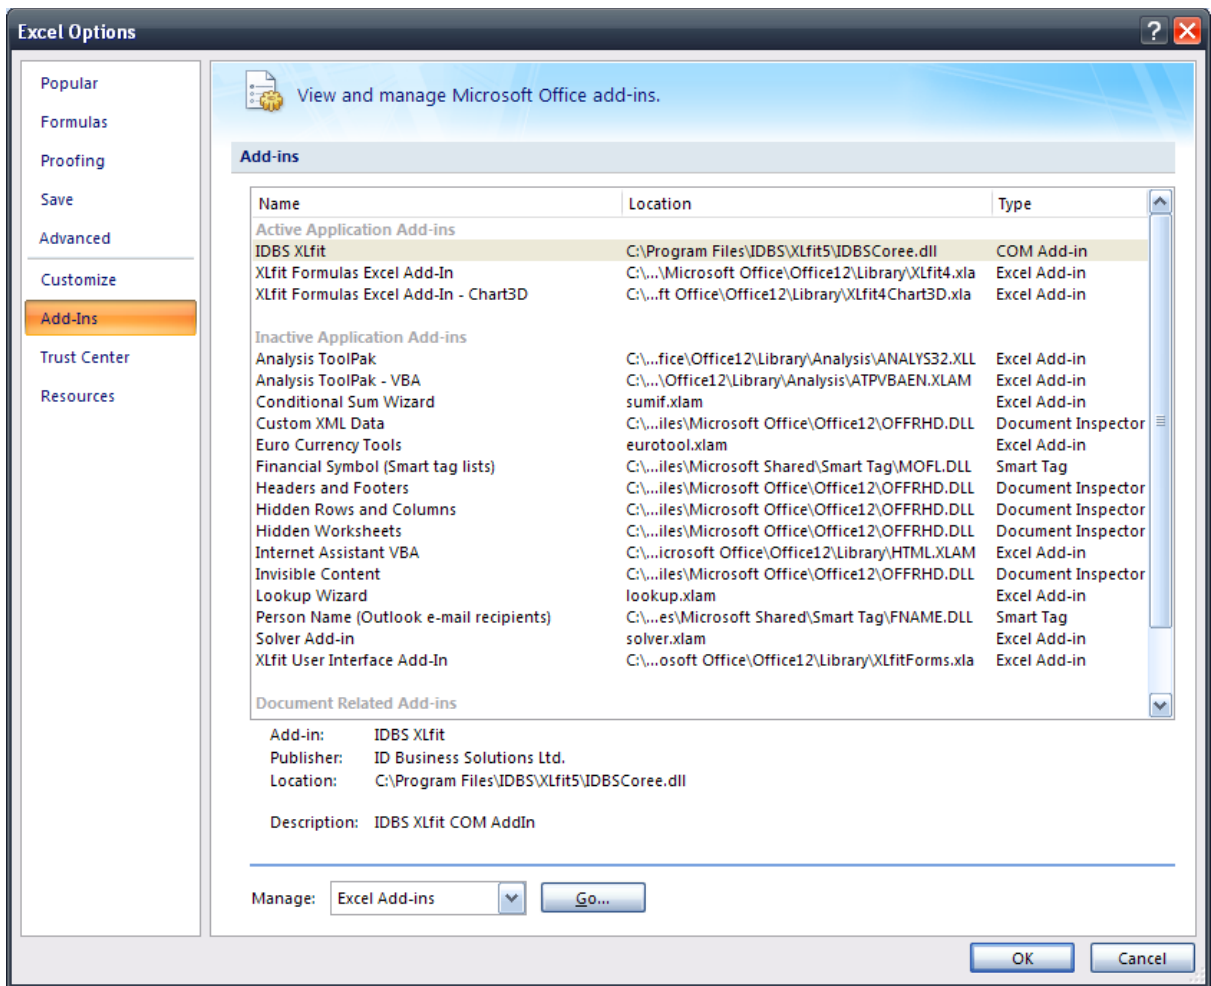 Excel Options
?
Popular
Formulas
Proofing
Save
Advanced
Customize
Add-Ins
Trust Center
Resources
View and manage Microsoft Office add-ins.
Add-ins
Name Location Type
Active Application Add-ins
IDBS XLfit C:\Program Files\IDBS\XLfit5\IDBSCoree.dll COM Add-in
XLfit Formulas Excel Add-In C:\...\Microsoft Office\Office12\Library\XLfit4.xla Excel Add-in
XLfit Formulas Excel Add-In - Chart3D C:\...ft Office\Office12\Library\XLfit4Chart3D.xla Excel Add-in
Inactive Application Add-ins
Analysis ToolPak C:\...fice\Office12\Library\Analysis\ANALYS32.XLL Excel Add-in
Analysis ToolPak - VBA C:\...\Office12\Library\Analysis\ATPVBAEN.XLAM Excel Add-in
Conditional Sum Wizard sumif.xlam Excel Add-in
Custom XML Data C:\...iles\Microsoft Office\Office12\OFFRHD.DLL Document Inspector
Euro Currency Tools eurotool.xlam Excel Add-in
Financial Symbol (Smart tag lists) C:\...iles\Microsoft Shared\Smart Tag\MOFL.DLL Smart Tag
Headers and Footers C:\...iles\Microsoft Office\Office12\OFFRHD.DLL Document Inspector
Hidden Rows and Columns C:\...iles\Microsoft Office\Office12\OFFRHD.DLL Document Inspector
Hidden Worksheets C:\...iles\Microsoft Office\Office12\OFFRHD.DLL Document Inspector
Internet Assistant VBA C:\...icrosoft Office\Office12\Library\HTML.XLAM Excel Add-in
Invisible Content C:\...iles\Microsoft Office\Office12\OFFRHD.DLL Document Inspector
Lookup Wizard lookup.xlam Excel Add-in
Person Name (Outlook e-mail recipients) C:\...es\Microsoft Shared\Smart Tag\FNAME.DLL Smart Tag
Solver Add-in solver.xlam Excel Add-in
XLfit User Interface Add-In C:\...osoft Office\Office12\Library\XLfitForms.xla Excel Add-in
Document Related Add-ins
Add-in: IDBS XLfit
Publisher: ID Business Solutions Ltd.
Location: C:\Program Files\IDBS\XLfit5\IDBSCoree.dll
Description: IDBS XLfit COM AddIn
Manage: Excel Add-ins Go...
OK Cancel